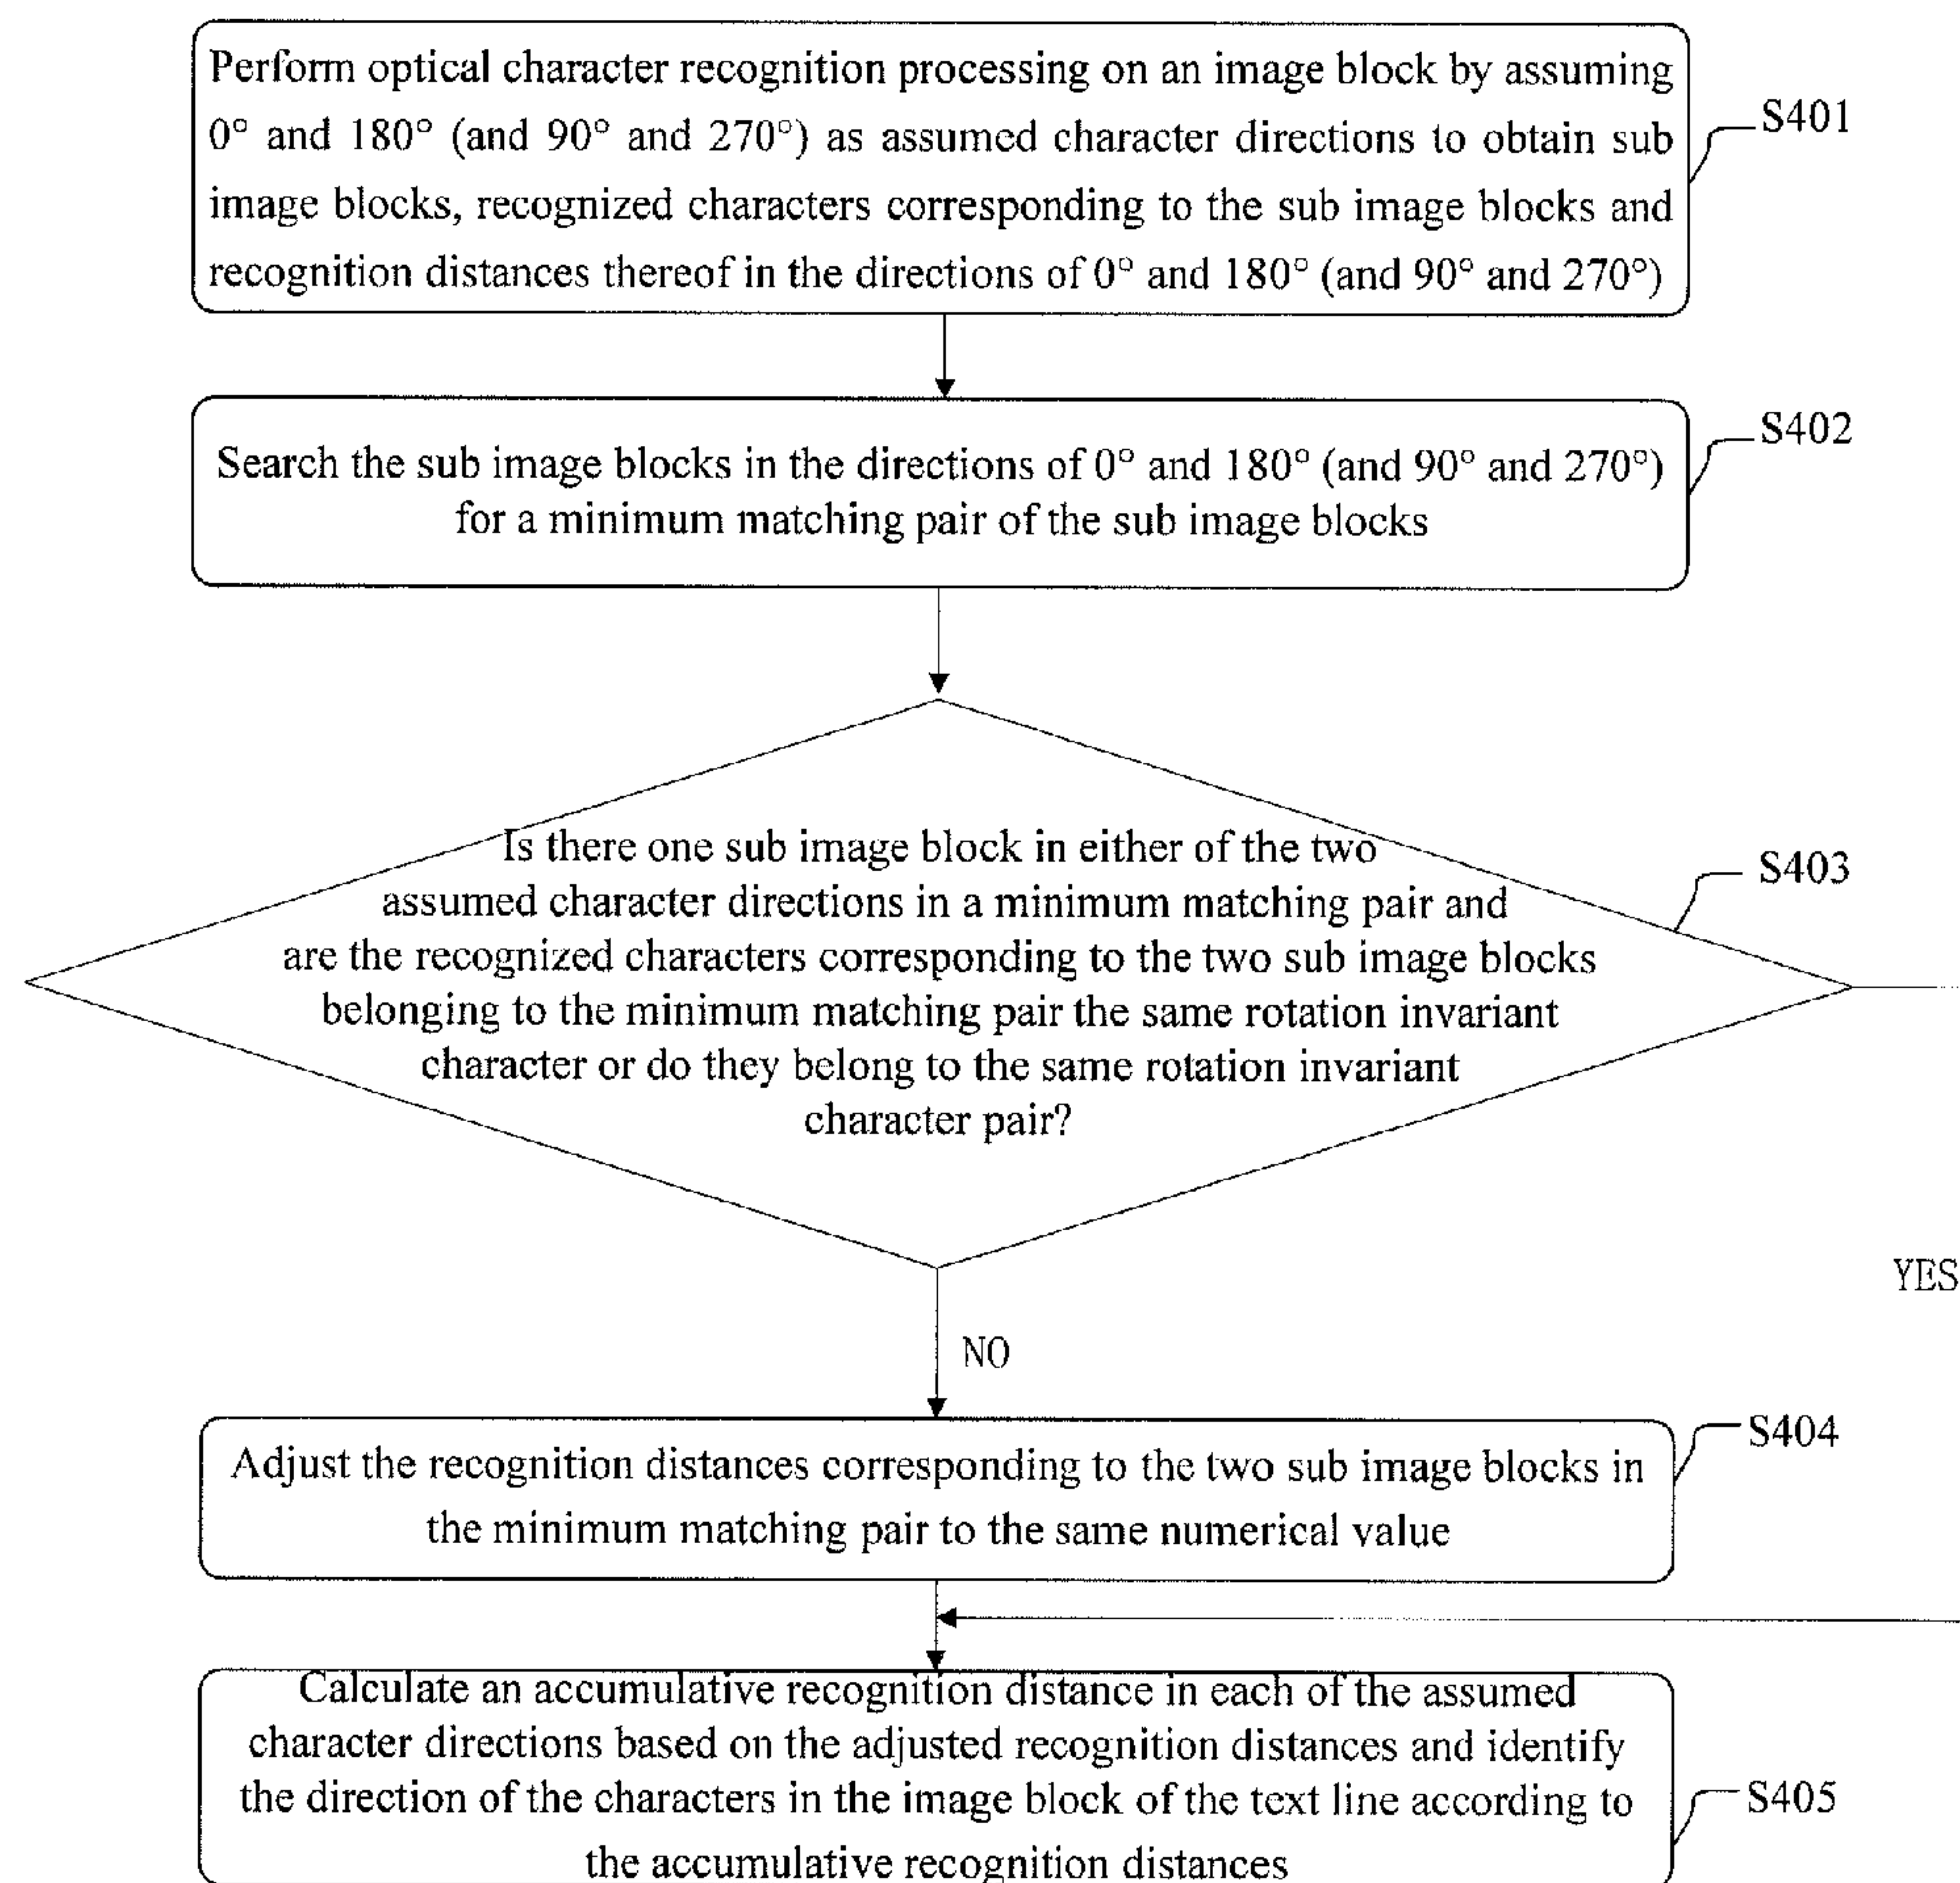 Perform optical character recognition processing on an image block by assuming
0° and 180° (and 90° and 270°) as assumed character directions to obtain sub
image blocks, recognized characters corresponding to the sub image blocks and
recognition distances thereof in the directions of 0° and 180° (and 90° and 270°)
S401
Search the sub image blocks in the directions of 0° and 180° (and 90° and 270°)
for a minimum matching pair of the sub image blocks
S402
Is there one sub image block in either of the two
assumed character directions in a minimum matching pair and
are the recognized characters corresponding to the two sub image blocks
belonging to the minimum matching pair the same rotation invariant
character or do they belong to the same rotation invariant
character pair?
S403
YES
NO
Adjust the recognition distances corresponding to the two sub image blocks in
the minimum matching pair to the same numerical value
S404
Calculate an accumulative recognition distance in each of the assumed
character directions based on the adjusted recognition distances and identify
the direction of the characters in the image block of the text line according to
the accumulative recognition distances
S405